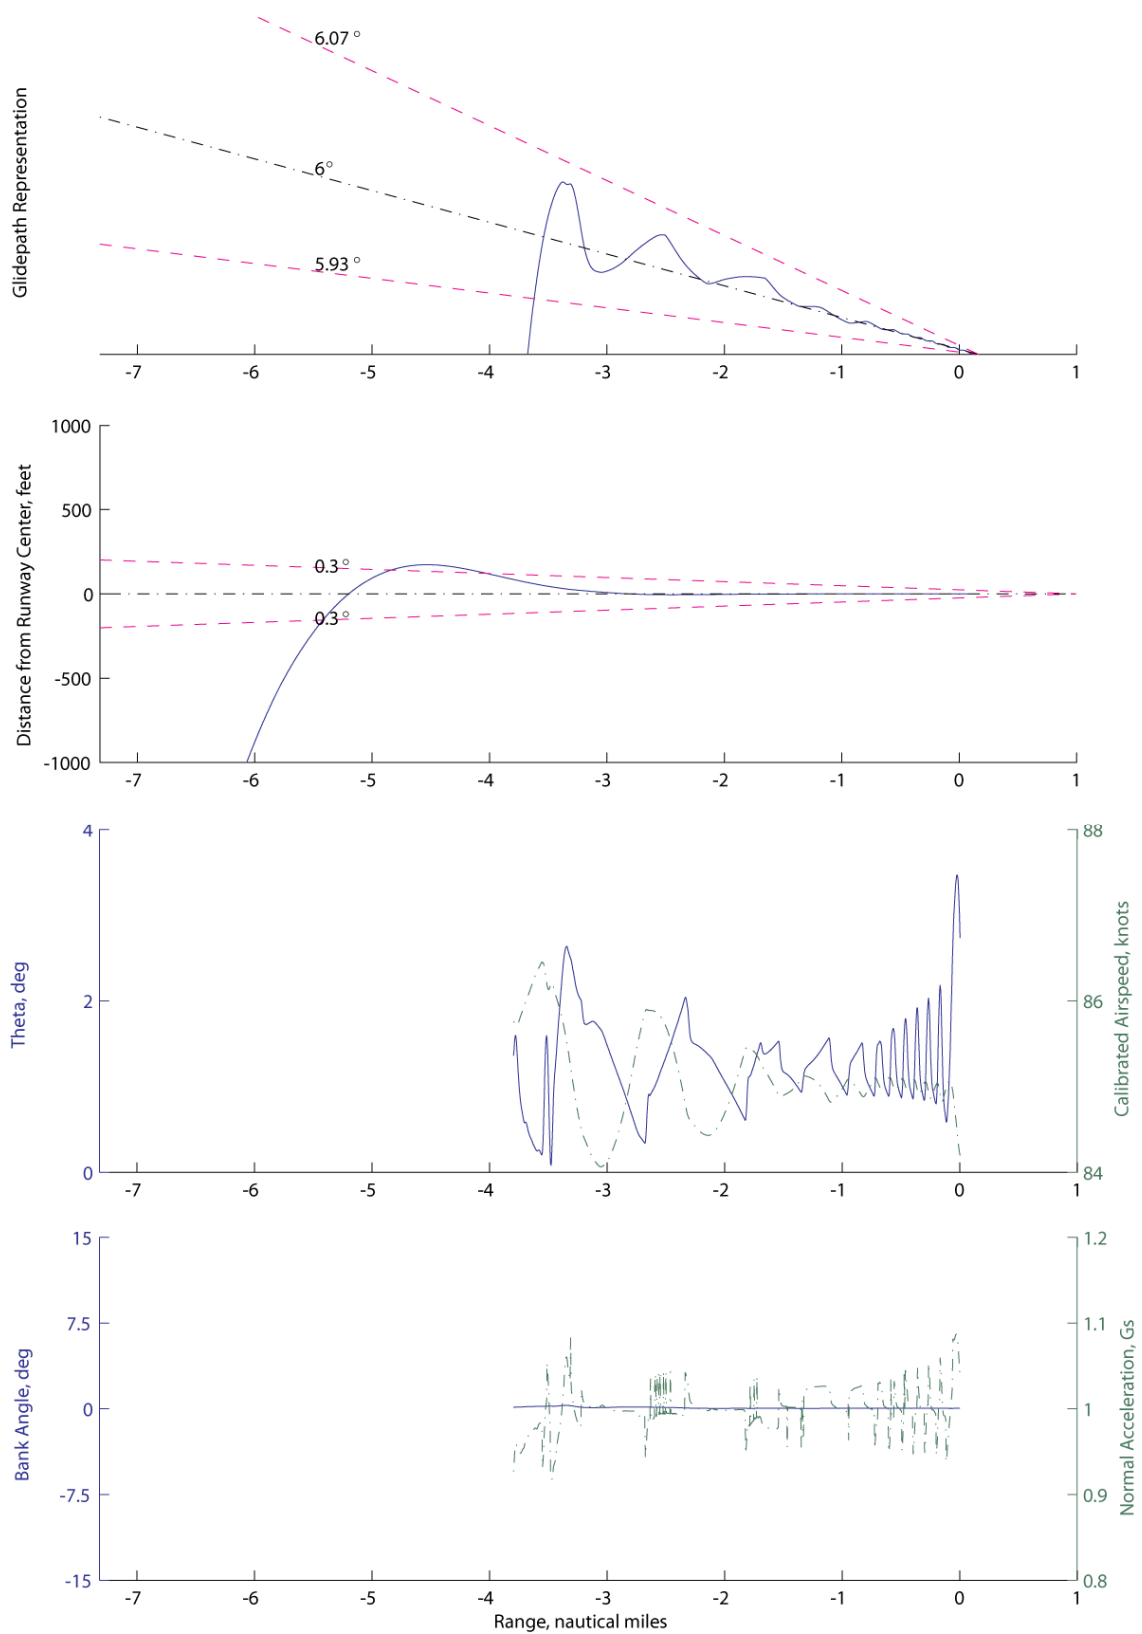 Glidepath Representation
6.07 °
6°
5.93 °
-7 -6 -5 -4 -3 -2 -1 0 1
Distance from Runway Center, feet
1000
500
0
-500
-1000
0.3 °
0.3 °
-7 -6 -5 -4 -3 -2 -1 0 1
Theta, deg
4
2
0
88
86
84
Calibrated Airspeed, knots
-7 -6 -5 -4 -3 -2 -1 0 1
Bank Angle, deg
15
7.5
0
-7.5
-15
1.2
1.1
1
0.9
0.8
Normal Acceleration, Gs
-7 -6 -5 -4 -3 -2 -1 0 1
Range, nautical miles